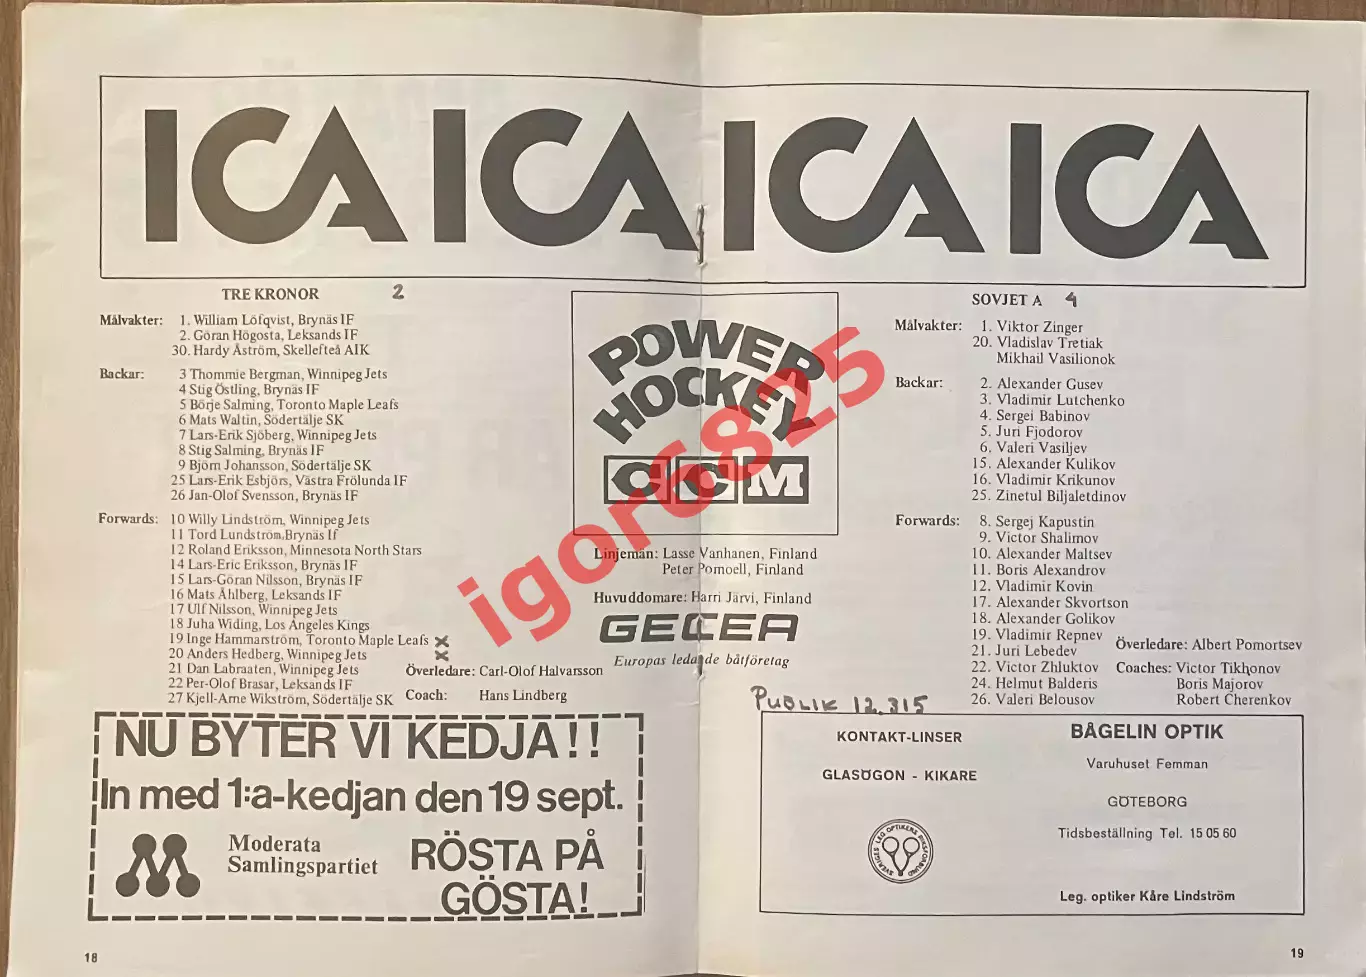 ICA ICA ICA ICA
TRE KRONOR 2
Målvakter: 1. William Löfqvist, Brynäs IF
2. Göran Högosta, Leksands IF
30. Hardy Åström, Skellefteå AIK
Backar: 3 Thommie Bergman, Winnipeg Jets
4 Stig Östling, Brynäs IF
5 Börje Salming, Toronto Maple Leafs
6 Mats Waltin, Södertälje SK
7 Lars-Erik Sjöberg, Winnipeg Jets
8 Stig Salming, Brynäs IF
9 Björn Johansson, Södertälje SK
25 Lars-Erik Esbjörs, Västra Frölunda IF
26 Jan-Olof Svensson, Brynäs IF
Forwards: 10 Willy Lindström, Winnipeg Jets
11 Tord Lundström,Brynäs If
12 Roland Eriksson, Minnesota North Stars
14 Lars-Eric Eriksson, Brynäs IF
15 Lars-Göran Nilsson, Brynäs IF
16 Mats Åhlberg, Leksands IF
17 Ulf Nilsson, Winnipeg Jets
18 Juha Widing, Los Angeles Kings
19 Inge Hammarström, Toronto Maple Leafs x
20 Anders Hedberg, Winnipeg Jets x
21 Dan Labraaten, Winnipeg Jets
22 Per-Olof Brasar, Leksands IF
27 Kjell-Arne Wikström, Södertälje SK
Överledare: Carl-Olof Halvarsson
Coach: Hans Lindberg
POWER
HOCKEY
CCM
Linjemän: Lasse Vanhanen, Finland
Peter Pomoell, Finland
Huvuddomare: Harri Järvi, Finland
GECEA
Europas ledande båtföretag
igor6825
SOVJET A 4
Målvakter: 1. Viktor Zinger
20. Vladislav Tretiak
Mikhail Vasilionok
Backar: 2. Alexander Gusev
3. Vladimir Lutchenko
4. Sergei Babinov
5. Juri Fjodorov
6. Valeri Vasiljev
15. Alexander Kulikov
16. Vladimir Krikunov
25. Zinetul Biljaletdinov
Forwards: 8. Sergej Kapustin
9. Victor Shalimov
10. Alexander Maltsev
11. Boris Alexandrov
12. Vladimir Kovin
17. Alexander Skvortson
18. Alexander Golikov
19. Vladimir Repnev
21. Juri Lebedev
22. Victor Zhluktov
24. Helmut Balderis
26. Valeri Belousov
Överledare: Albert Pomortsev
Coaches: Victor Tikhonov
Boris Majorov
Robert Cherenkov
PUBLIK 12.315
NU BYTER VI KEDJA!!
In med 1:a-kedjan den 19 sept.
Moderata
Samlingspartiet
RÖSTA PÅ
GÖSTA!
KONTAKT-LINSER
GLASÖGON - KIKARE
SVERIGES LEG OPTIKERS RIKSFÖRBUND
BÅGELIN OPTIK
Varuhuset Femman
GÖTEBORG
Tidsbeställning Tel. 15 05 60
Leg. optiker Kåre Lindström
18
19